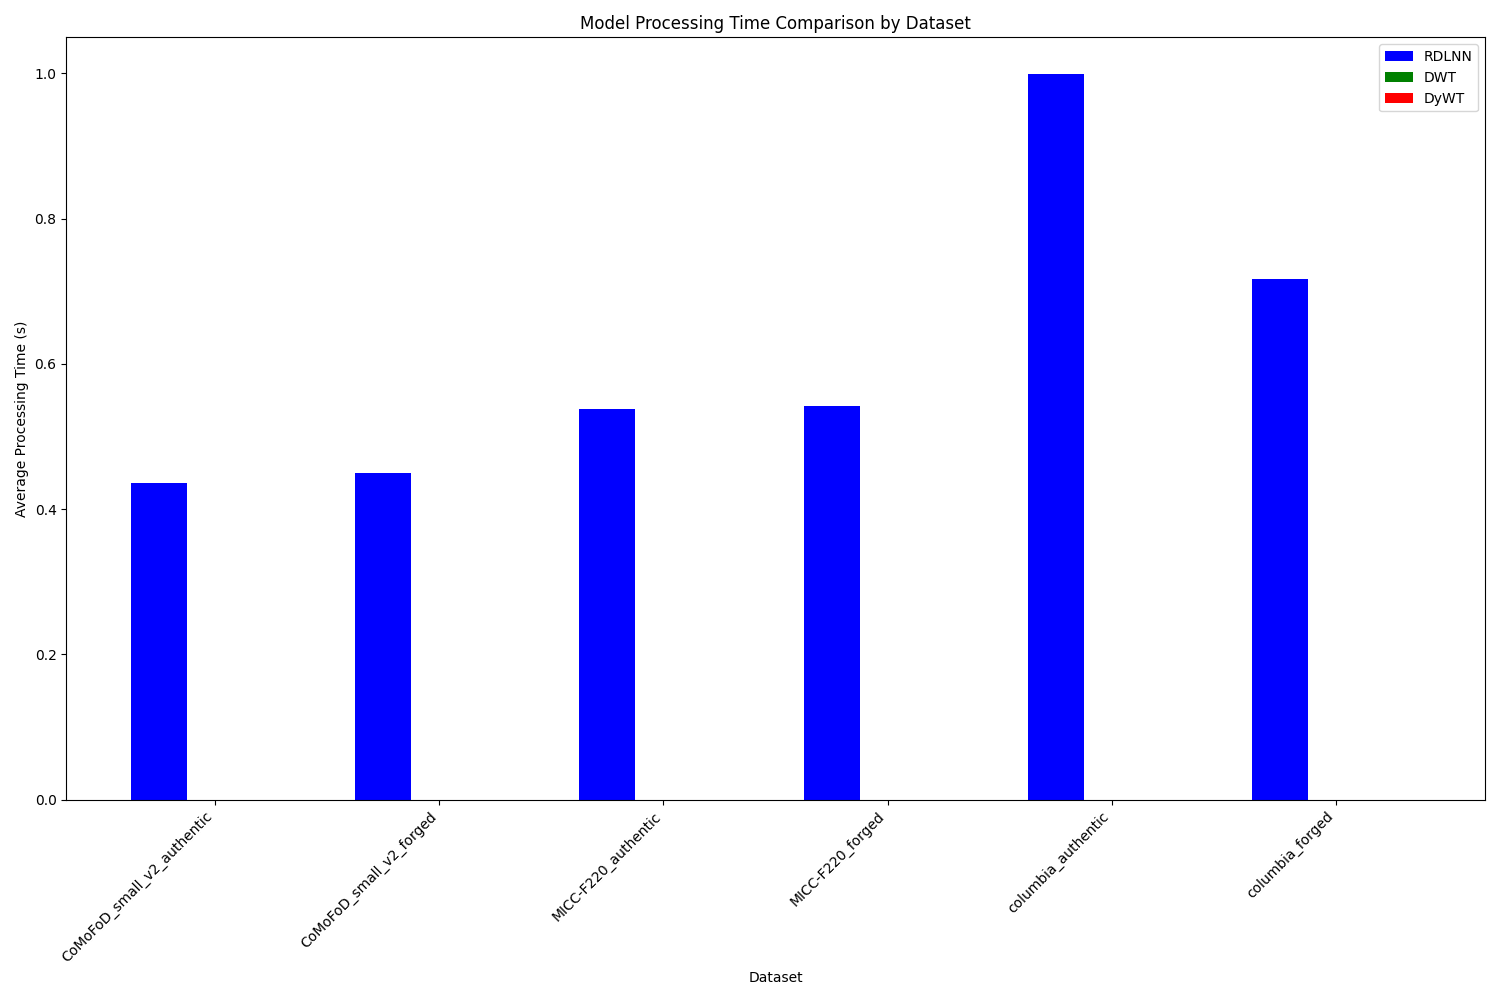 Model Processing Time Comparison by Dataset
RDLNN
DWT
DyWT
Average Processing Time (s)
1.0
0.8
0.6
0.4
0.2
0.0
CoMoFoD_small_v2_authentic
CoMoFoD_small_v2_forged
MICC-F220_authentic
MICC-F220_forged
columbia_authentic
columbia_forged
Dataset